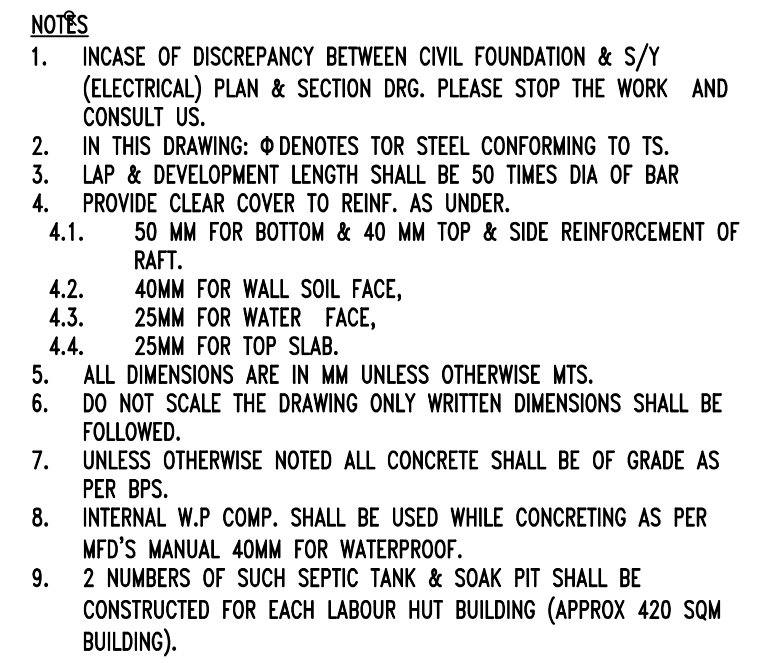 NOTES
1. INCASE OF DISCREPANCY BETWEEN CIVIL FOUNDATION & S/Y
(ELECTRICAL) PLAN & SECTION DRG. PLEASE STOP THE WORK AND
CONSULT US.
2. IN THIS DRAWING: Φ DENOTES TOR STEEL CONFORMING TO TS.
3. LAP & DEVELOPMENT LENGTH SHALL BE 50 TIMES DIA OF BAR
4. PROVIDE CLEAR COVER TO REINF. AS UNDER.
4.1. 50 MM FOR BOTTOM & 40 MM TOP & SIDE REINFORCEMENT OF
RAFT.
4.2. 40MM FOR WALL SOIL FACE,
4.3. 25MM FOR WATER FACE,
4.4. 25MM FOR TOP SLAB.
5. ALL DIMENSIONS ARE IN MM UNLESS OTHERWISE MTS.
6. DO NOT SCALE THE DRAWING ONLY WRITTEN DIMENSIONS SHALL BE
FOLLOWED.
7. UNLESS OTHERWISE NOTED ALL CONCRETE SHALL BE OF GRADE AS
PER BPS.
8. INTERNAL W.P COMP. SHALL BE USED WHILE CONCRETING AS PER
MFD'S MANUAL 40MM FOR WATERPROOF.
9. 2 NUMBERS OF SUCH SEPTIC TANK & SOAK PIT SHALL BE
CONSTRUCTED FOR EACH LABOUR HUT BUILDING (APPROX 420 SQM
BUILDING).